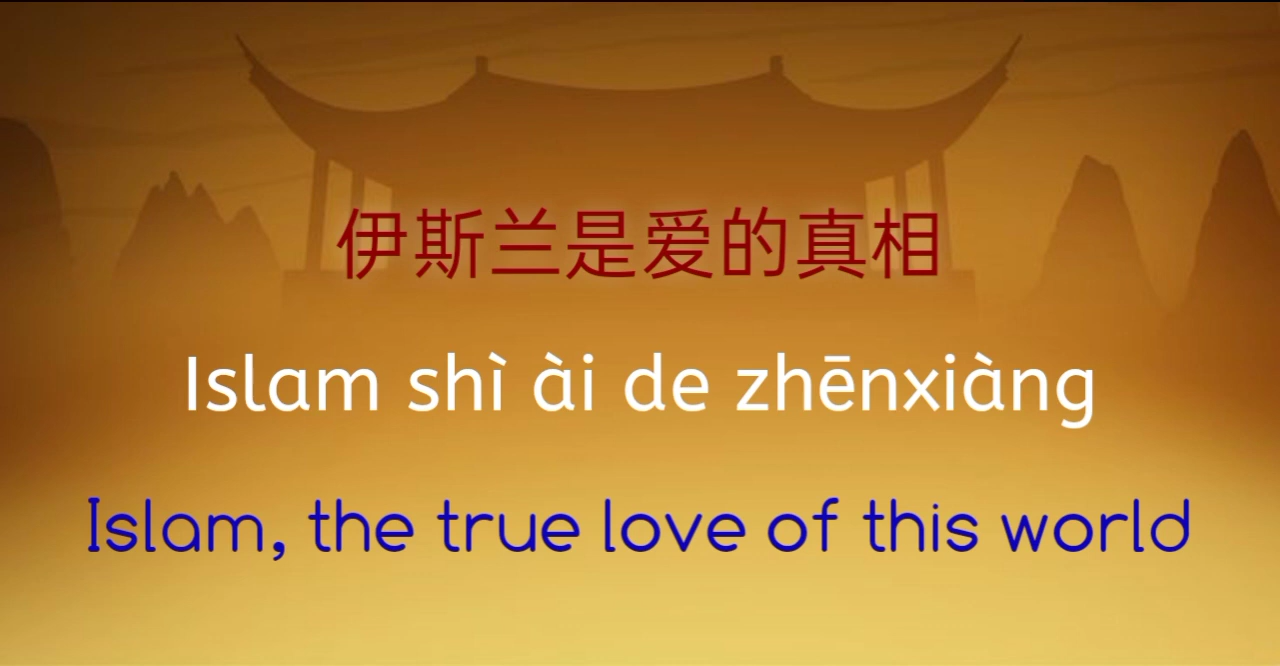 伊斯兰是爱的真相
Islam shì ài de zhēnxiàng
Islam, the true love of this world